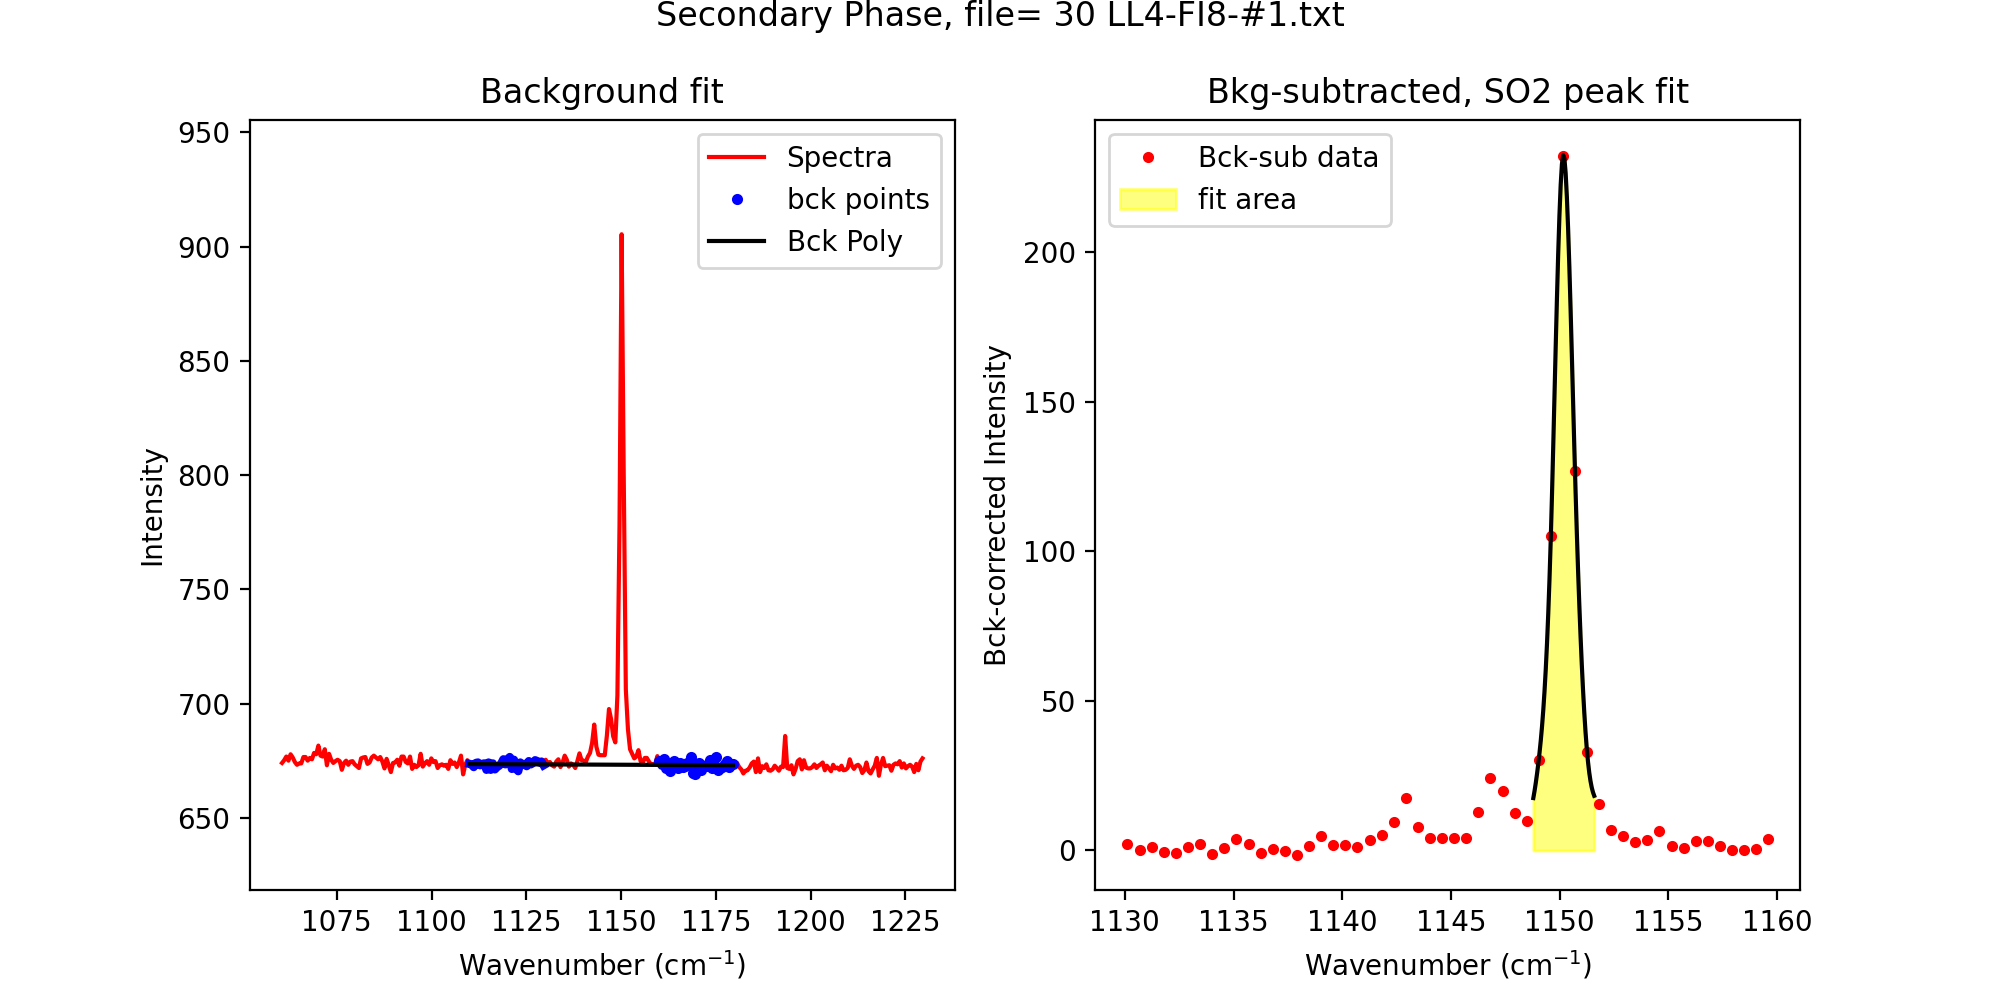 Secondary Phase, file= 30 LL4-FI8-#1.txt
Background fit
950
900
850
800
750
700
650
Intensity
Spectra
bck points
Bck Poly
1075 1100 1125 1150 1175 1200 1225
Wavenumber (cm⁻¹)
Bkg-subtracted, SO2 peak fit
200
150
100
50
0
Bck-corrected Intensity
Bck-sub data
fit area
1130 1135 1140 1145 1150 1155 1160
Wavenumber (cm⁻¹)